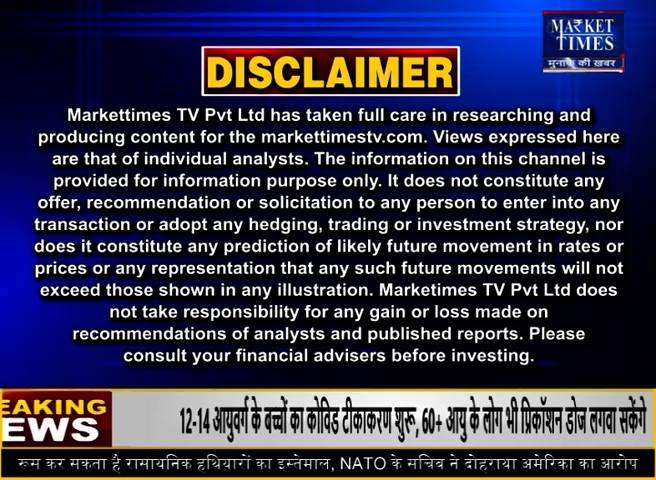 MARKET
TIMES
मुनाफे की ख़बर
DISCLAIMER
Markettimes TV Pvt Ltd has taken full care in researching and
producing content for the markettimestv.com. Views expressed here
are that of individual analysts. The information on this channel is
provided for information purpose only. It does not constitute any
offer, recommendation or solicitation to any person to enter into any
transaction or adopt any hedging, trading or investment strategy, nor
does it constitute any prediction of likely future movement in rates or
prices or any representation that any such future movements will not
exceed those shown in any illustration. Marketimes TV Pvt Ltd does
not take responsibility for any gain or loss made on
recommendations of analysts and published reports. Please
consult your financial advisers before investing.
EAKING
EWS
12-14 आयुवर्ग के बच्चों का कोविड टीकाकरण शुरू, 60+ आयु के लोग भी प्रिकॉशन डोज लगवा सकेंगे
रूस कर सकता है रासायनिक हथियारों का इस्तेमाल, NATO के सचिव ने दोहराया अमेरिका का आरोप